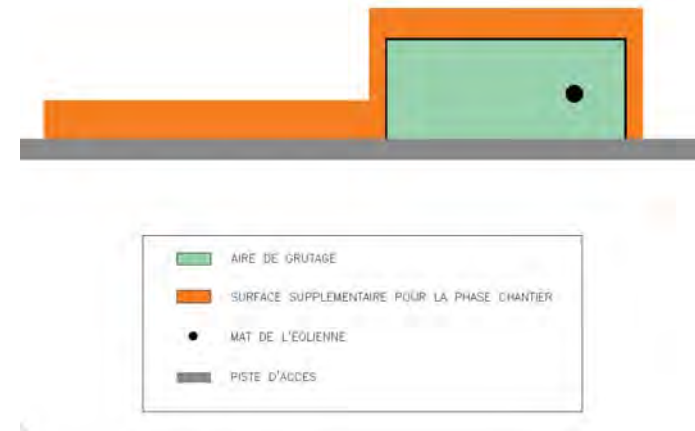 AIRE DE GRUTAGE
SURFACE SUPPLEMENTAIRE POUR LA PHASE CHANTIER
MAT DE L'EOLIENNE
PISTE D'ACCES